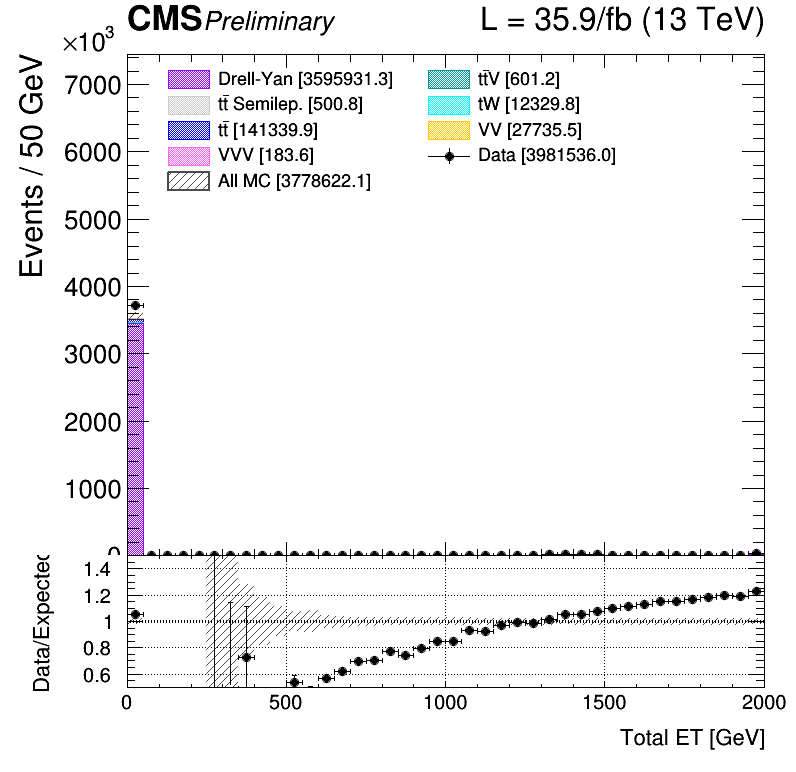 CMS Preliminary L = 35.9/fb (13 TeV)
×10³
Events / 50 GeV
7000
6000
5000
4000
3000
2000
1000
0
Drell-Yan [3595931.3]
tt̄ Semilep. [500.8]
tt̄ [141339.9]
VVV [183.6]
All MC [3778622.1]
tt̄V [601.2]
tW [12329.8]
VV [27735.5]
Data [3981536.0]
Data/Expected
1.4
1.2
1
0.8
0.6
0 500 1000 1500 2000
Total ET [GeV]